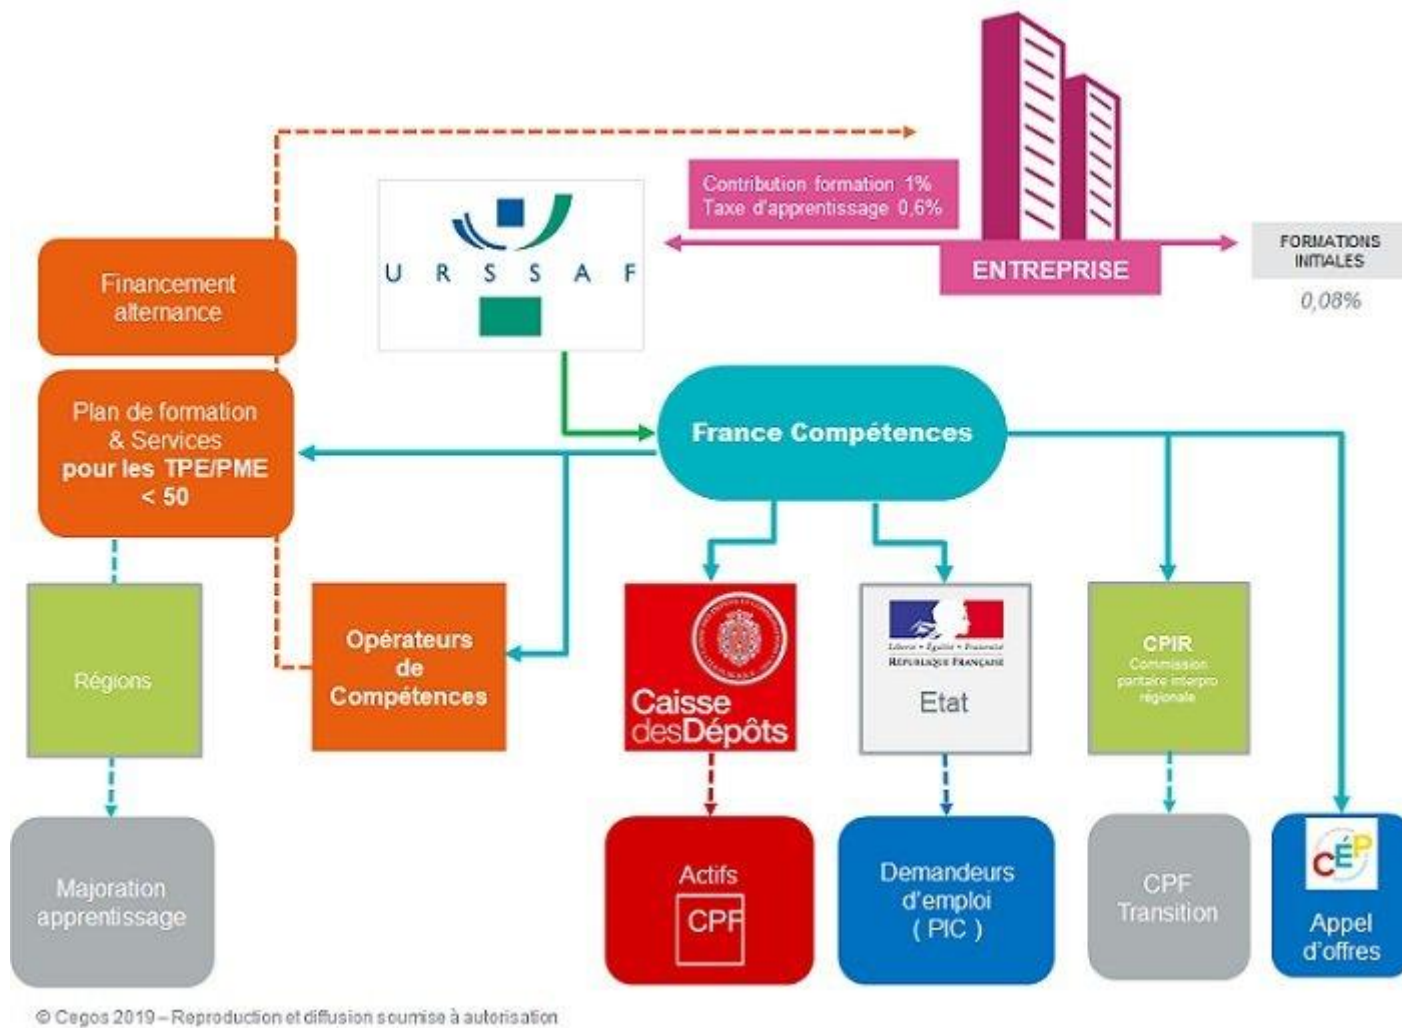 Contribution formation 1%
Taxe d'apprentissage 0,6%
URSSAF
ENTREPRISE
FORMATIONS
INITIALES
0,08%
Financement
alternance
Plan de formation
& Services
pour les TPE/PME
< 50
France Compétences
Régions
Opérateurs
de
Compétences
Caisse
desDépôts
Liberté • Égalité • Fraternité
RÉPUBLIQUE FRANÇAISE
Etat
CPIR
Commission
paritaire interpro
régionale
Majoration
apprentissage
Actifs
CPF
Demandeurs
d'emploi
( PIC )
CPF
Transition
CÉP
Appel
d'offres
© Cegos 2019 – Reproduction et diffusion soumise à autorisation